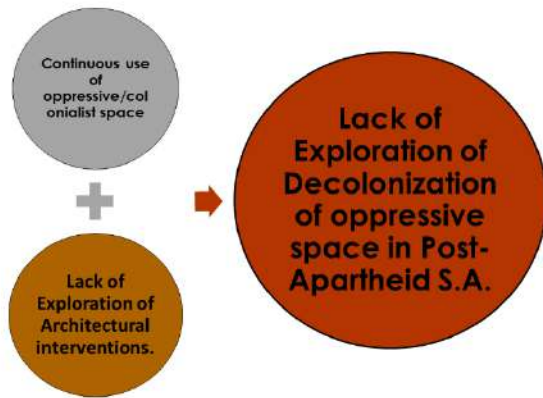 Continuous use
of
oppressive/col
onialist space
Lack of
Exploration of
Architectural
interventions.
Lack of
Exploration of
Decolonization
of oppressive
space in Post-
Apartheid S.A.